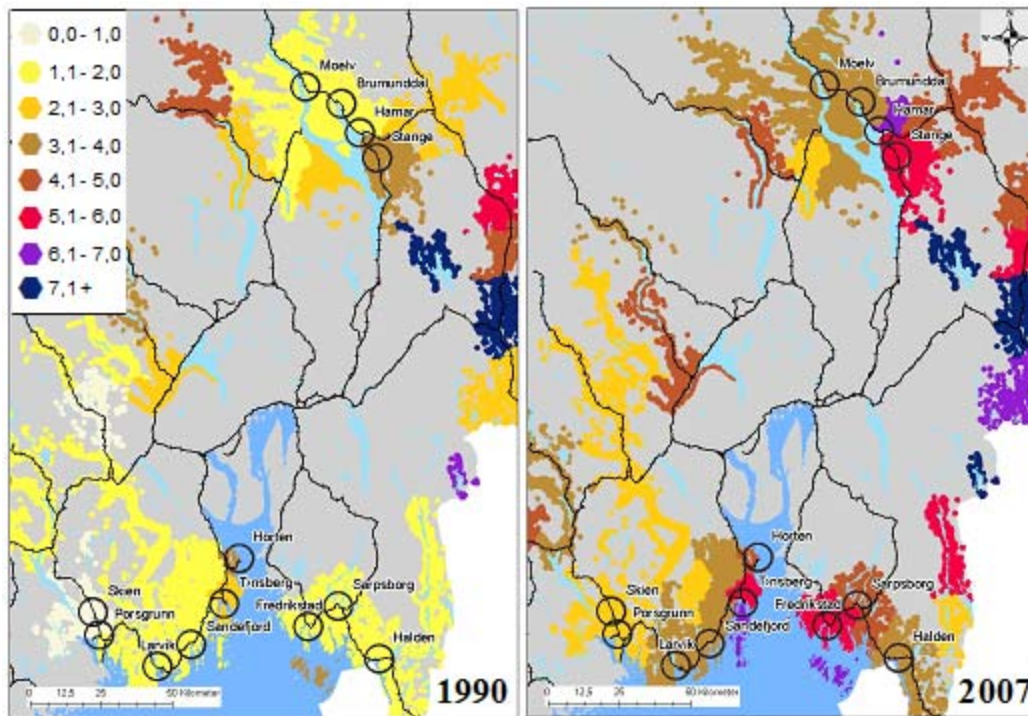 0,0 - 1,0
1,1 - 2,0
2,1 - 3,0
3,1 - 4,0
4,1 - 5,0
5,1 - 6,0
6,1 - 7,0
7,1 +
Moelv
Brumunddal
Hamar
Stange
Horten
Tønsberg
Skien
Porsgrunn
Larvik
Sandefjord
Fredrikstad
Sarpsborg
Halden
0 12,5 25 50 Kilometer
1990
Moelv
Brumunddal
Hamar
Stange
Horten
Tønsberg
Skien
Porsgrunn
Larvik
Sandefjord
Fredrikstad
Sarpsborg
Halden
0 12,5 25 50 Kilometer
2007